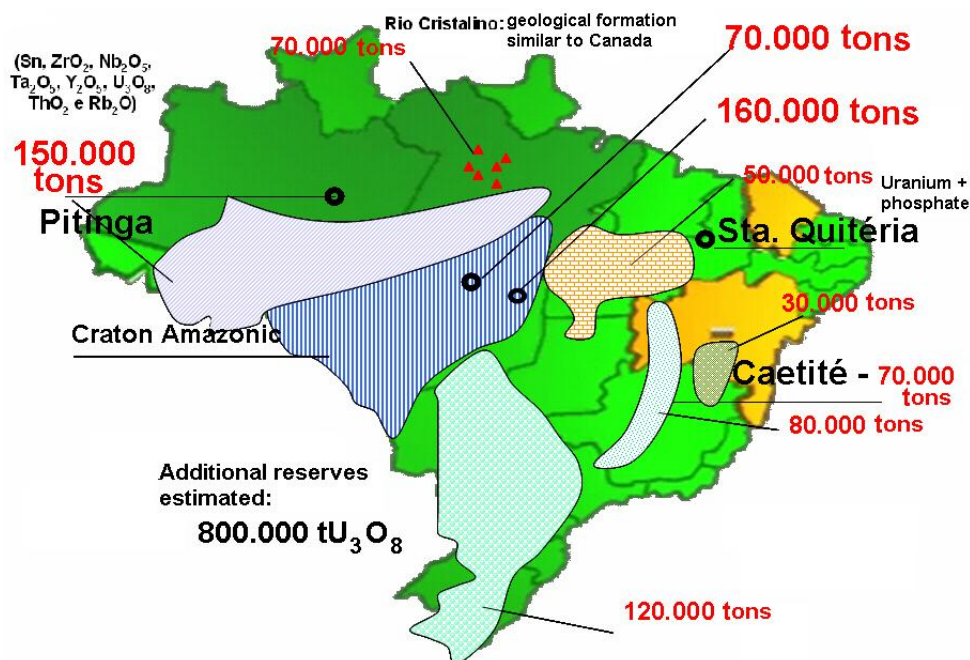 Rio Cristalino: geological formation
similar to Canada
70.000 tons
70.000 tons
(Sn, ZrO₂, Nb₂O₅,
Ta₂O₅, Y₂O₅, U₃O₈,
ThO₂ e Rb₂O)
160.000 tons
150.000
tons
50.000 tons
Uranium +
phosphate
Pitinga
Sta. Quitéria
30.000 tons
Craton Amazonic
Caetité - 70.000
tons
80.000 tons
Additional reserves
estimated:
800.000 tU₃O₈
120.000 tons